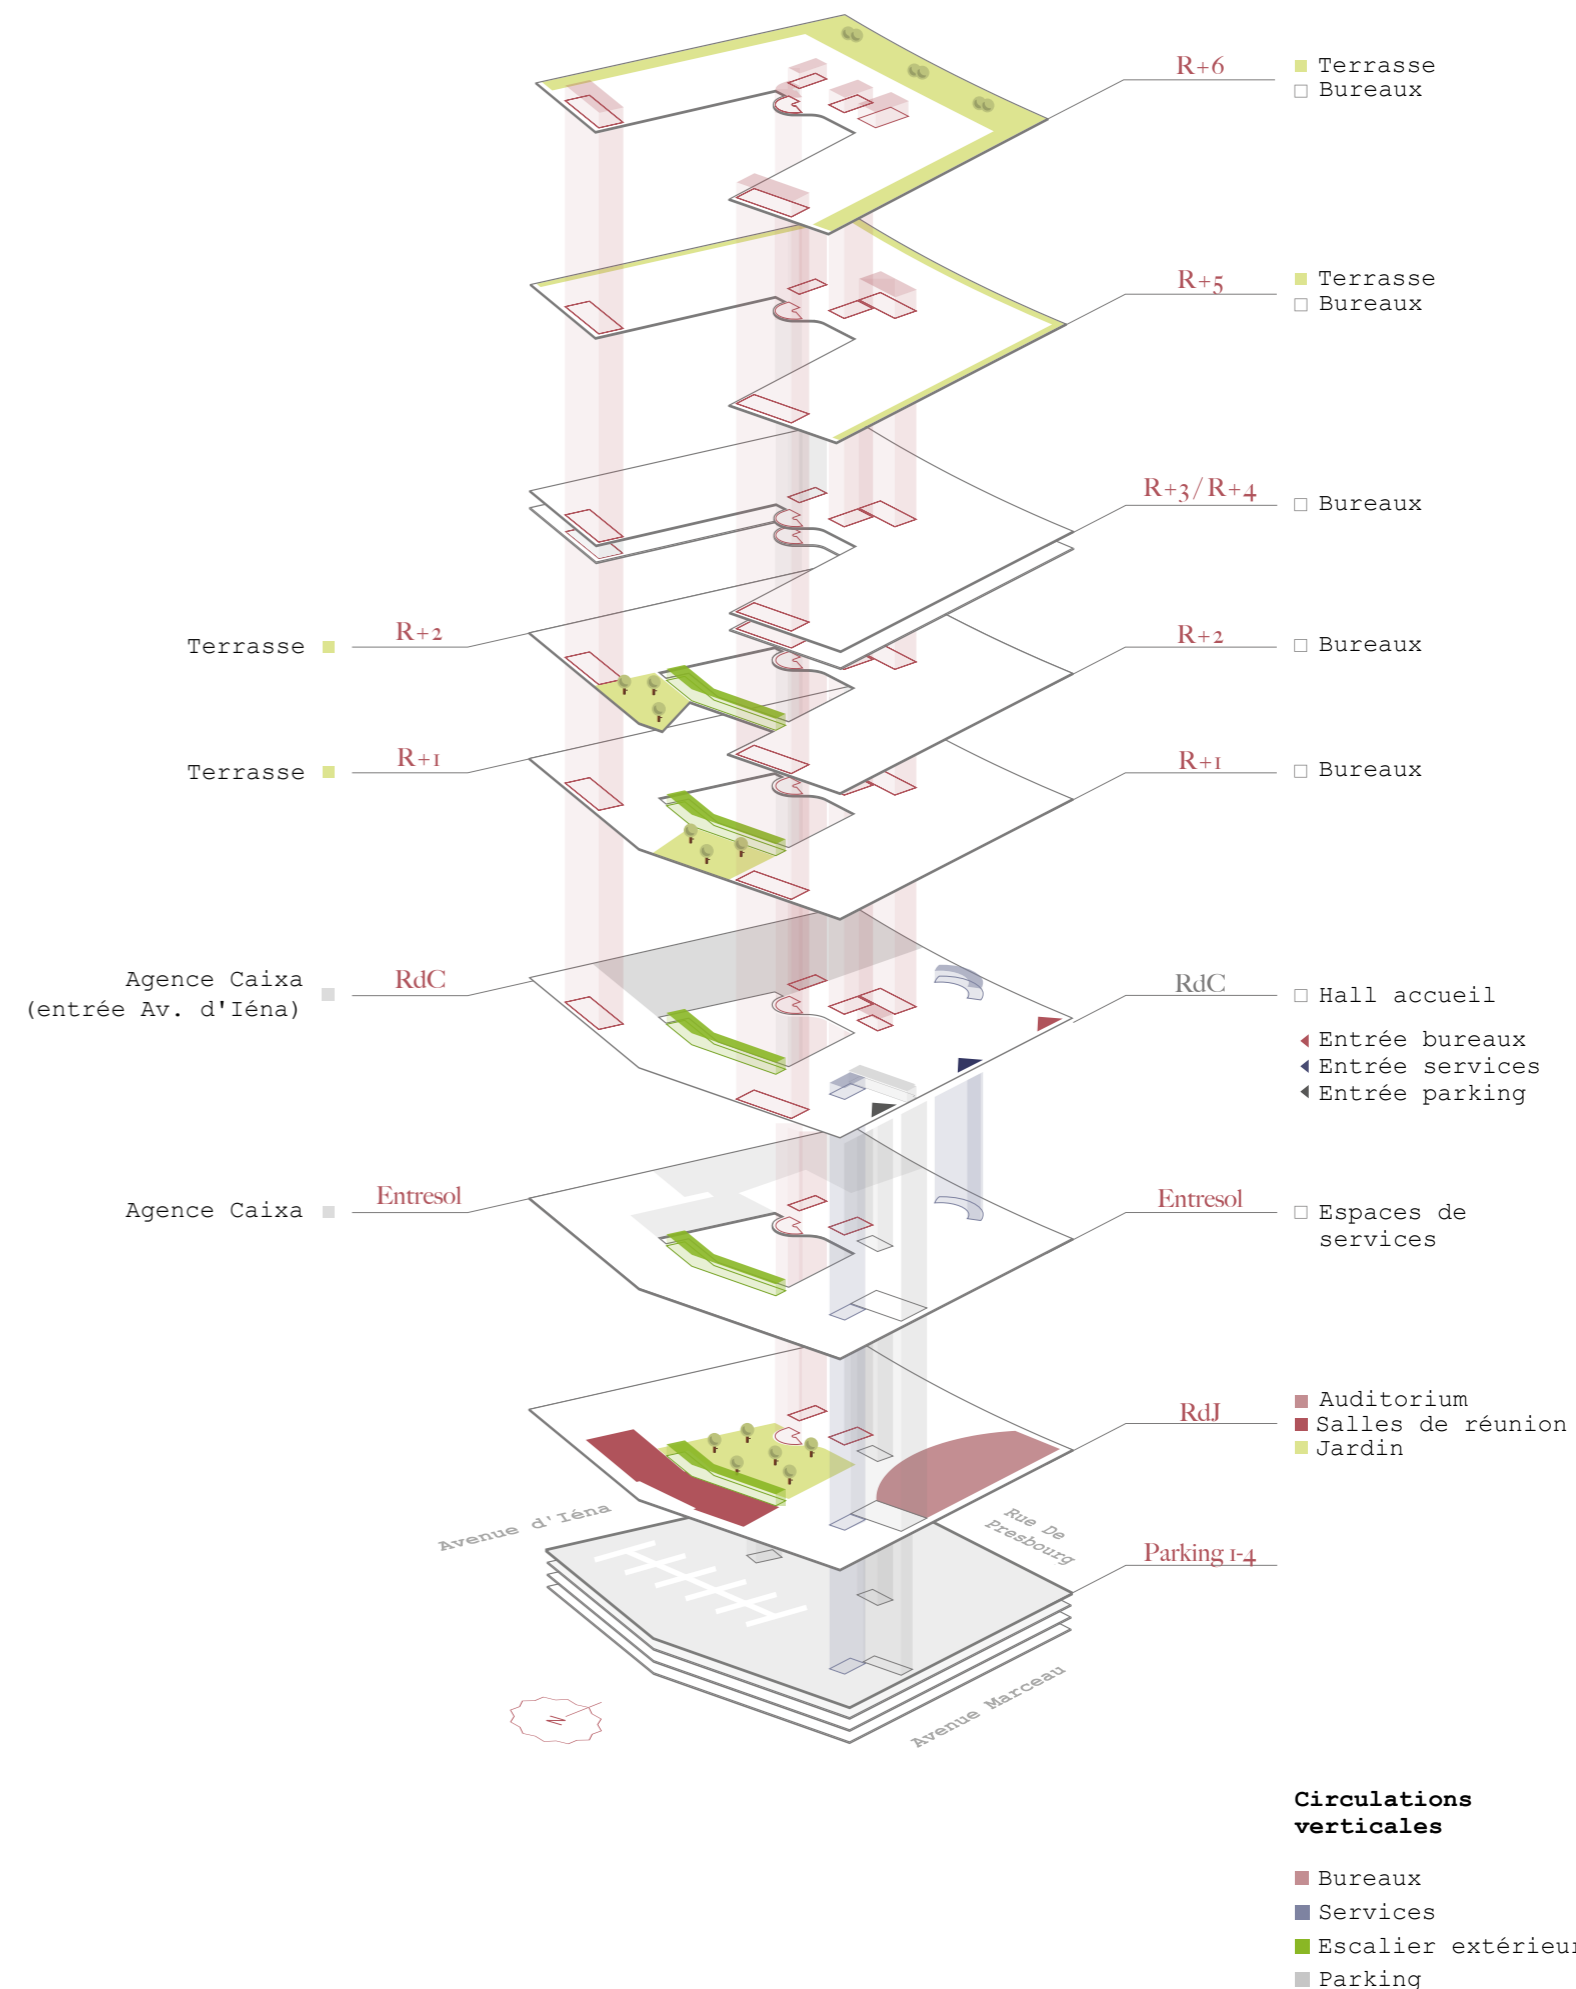 R+6
Terrasse
Bureaux
R+5
Terrasse
Bureaux
R+3/R+4
Bureaux
Terrasse
R+2
R+2
Bureaux
Terrasse
R+1
R+1
Bureaux
Agence Caixa
(entrée Av. d'Iéna)
RdC
RdC
Hall accueil
Entrée bureaux
Entrée services
Entrée parking
Agence Caixa
Entresol
Entresol
Espaces de
services
RdJ
Auditorium
Salles de réunion
Jardin
Avenue d'Iéna
Rue De
Presbourg
Parking 1-4
Avenue Marceau
N
Circulations
verticales
Bureaux
Services
Escalier extérieur
Parking